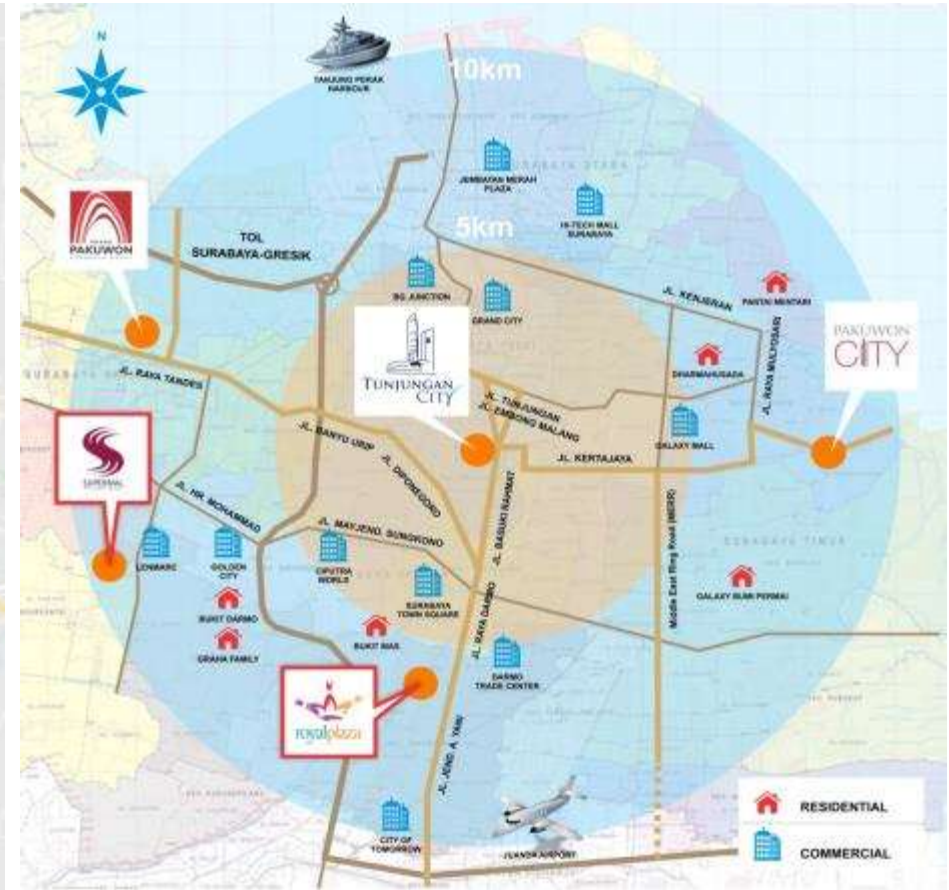 N
TANJUNG PERAK
HARBOUR
10km
JEMBATAN MERAH
PLAZA
HI-TECH MALL
SURABAYA
PAKUWON
TOL
SURABAYA-GRESIK
5km
BG JUNCTION
GRAND CITY
JL. KENJERAN
PANTAI MENTARI
TUNJUNGAN
CITY
DHARMAHUSADA
JL. RAYA MULYOSARI
PAKUWON
CITY
JL. RAYA TANDES
JL. TUNJUNGAN
JL. EMBONG MALANG
GALAXY MALL
JL. BANYU URIP
JL. DIPONEGORO
JL. KERTAJAYA
SUPERMAL
JL. HR. MOHAMMAD
JL. MAYJEND. SUNGKONO
JL. BASUKI RAHMAT
LENMARC
GOLDEN
CITY
CIPUTRA
WORLD
SURABAYA
TOWN SQUARE
SURABAYA TIMUR
Middle East Ring Road (MERR)
GALAXY BUMI PERMAI
BUKIT DARMO
GRAHA FAMILY
BUKIT MAS
JL. RAYA DARMO
DARMO
TRADE CENTER
royalplaza
JL. JEND. A. YANI
CITY OF
TOMORROW
JUANDA AIRPORT
RESIDENTIAL
COMMERCIAL